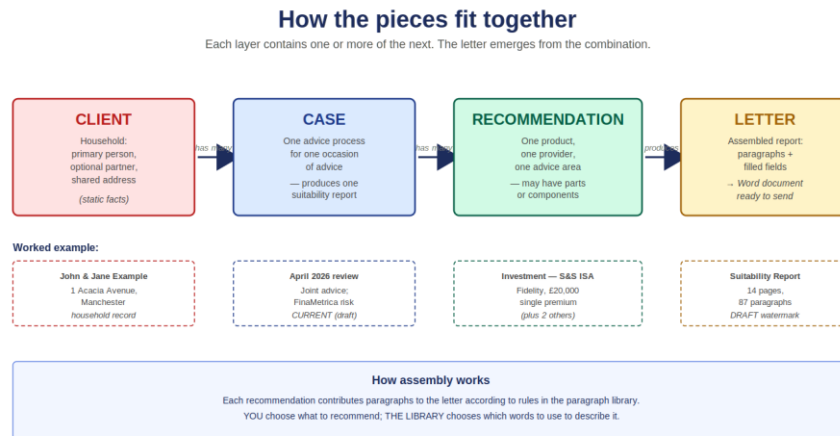 How the pieces fit together
Each layer contains one or more of the next. The letter emerges from the combination.
CLIENT
Household:
primary person,
optional partner,
shared address
(static facts)
has many
CASE
One advice process
for one occasion
of advice
— produces one
suitability report
has many
RECOMMENDATION
One product,
one provider,
one advice area
— may have parts
or components
produces
LETTER
Assembled report:
paragraphs +
filled fields
→ Word document
ready to send
Worked example:
John & Jane Example
1 Acacia Avenue,
Manchester
household record
April 2026 review
Joint advice;
FinaMetrica risk
CURRENT (draft)
Investment — S&S ISA
Fidelity, £20,000
single premium
(plus 2 others)
Suitability Report
14 pages,
87 paragraphs
DRAFT watermark
How assembly works
Each recommendation contributes paragraphs to the letter according to rules in the paragraph library.
YOU choose what to recommend; THE LIBRARY chooses which words to use to describe it.